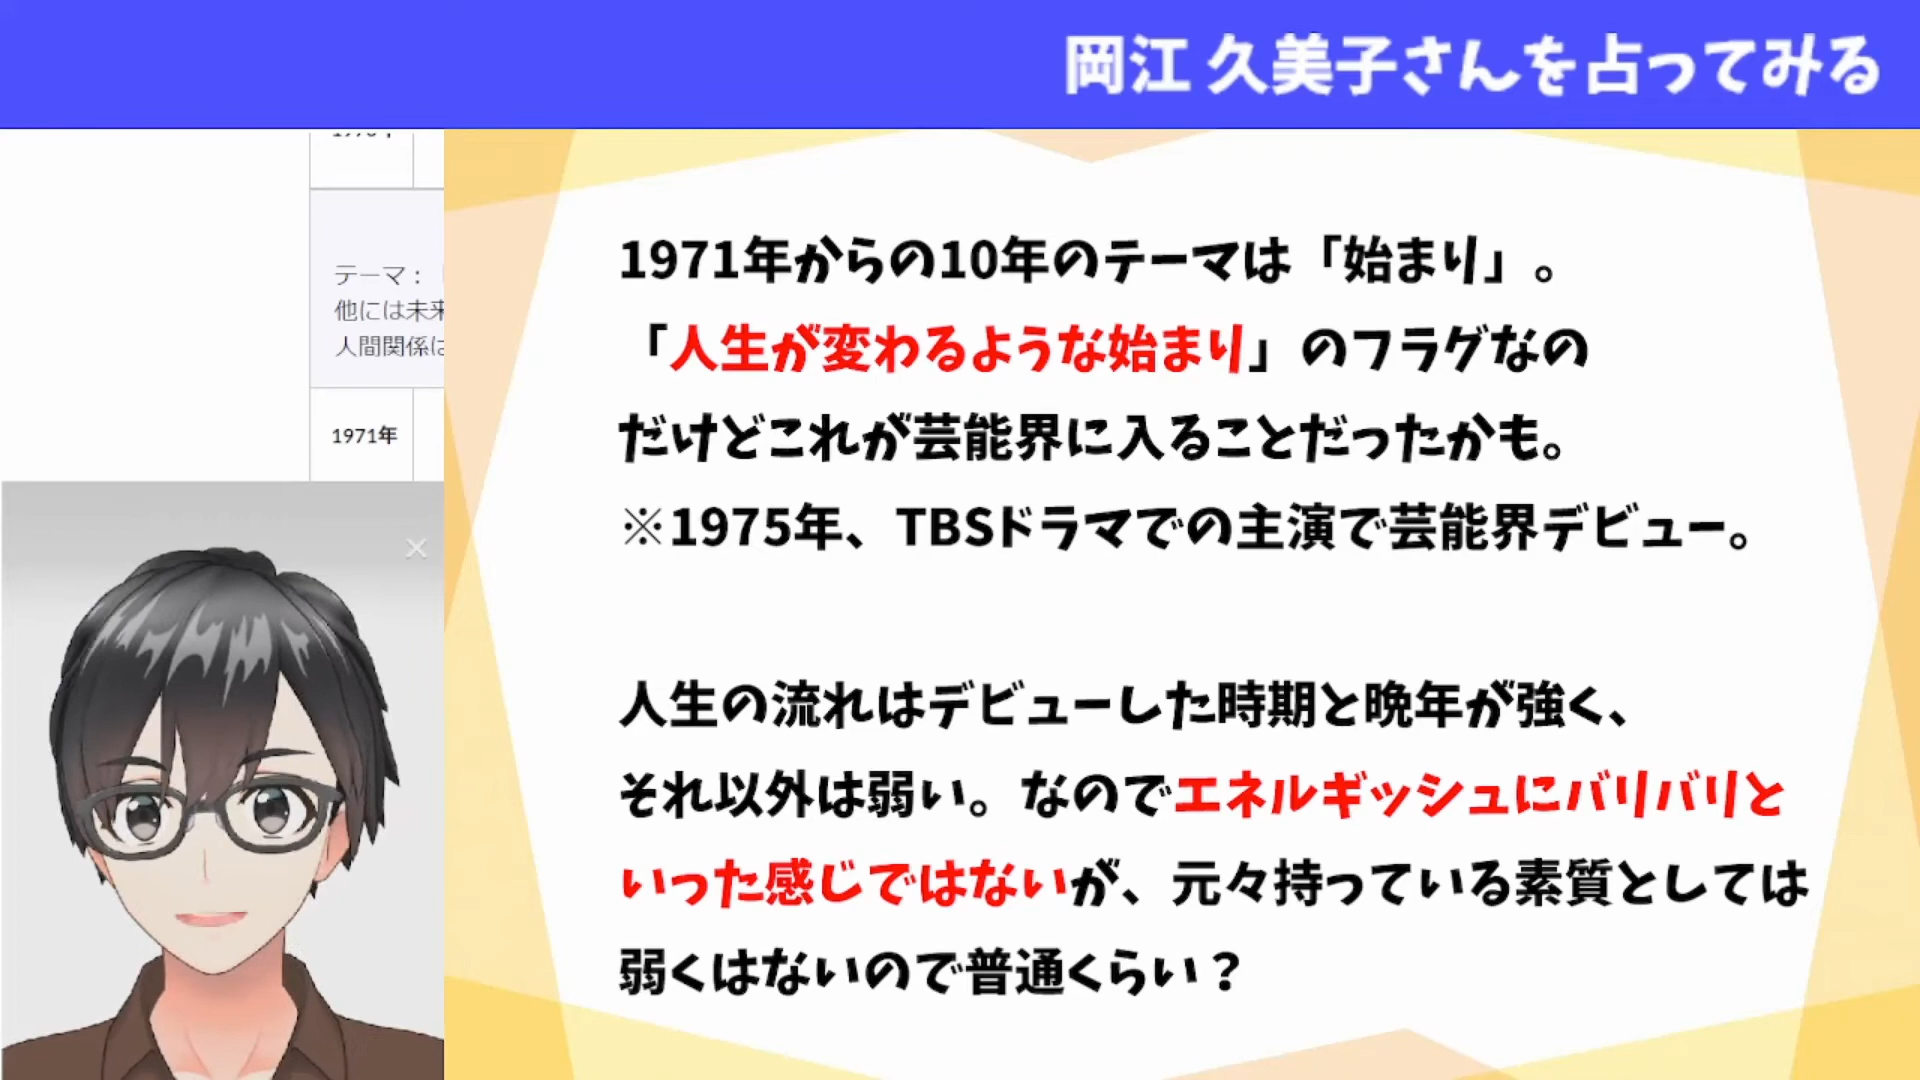 岡江 久美子さんを占ってみる
テーマ：
他には未来
人間関係に
1971年
1971年からの10年のテーマは「始まり」。
「人生が変わるような始まり」のフラグなの
だけどこれが芸能界に入ることだったかも。
※1975年、TBSドラマでの主演で芸能界デビュー。
人生の流れはデビューした時期と晩年が強く、
それ以外は弱い。なのでエネルギッシュにバリバリと
いった感じではないが、元々持っている素質としては
弱くはないので普通くらい？